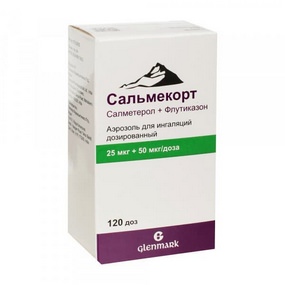 Сальмекорт
Салметерол + Флутиказон
Аэрозоль для ингаляций
дозированный
25 мкг + 50 мкг/доза
120 доз
G
glenmark